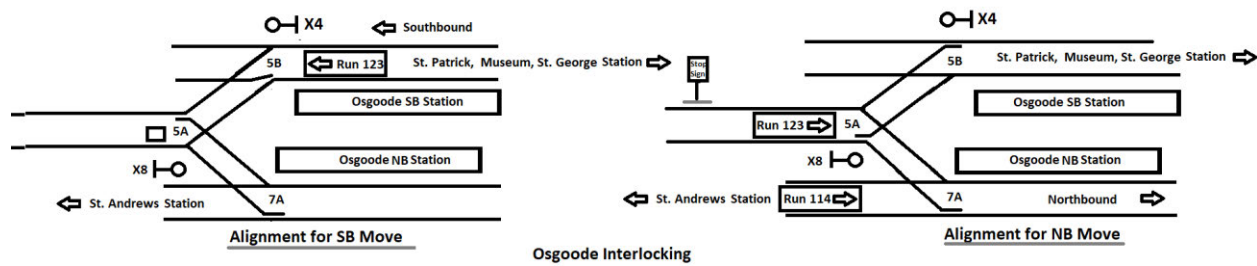 X4
Southbound
5B
Run 123
St. Patrick, Museum, St. George Station
Osgoode SB Station
5A
Osgoode NB Station
X8
St. Andrews Station
7A
Alignment for SB Move
X4
5B
St. Patrick, Museum, St. George Station
Stop
Sign
Osgoode SB Station
Run 123
5A
X8
Osgoode NB Station
St. Andrews Station
Run 114
7A
Northbound
Alignment for NB Move
Osgoode Interlocking